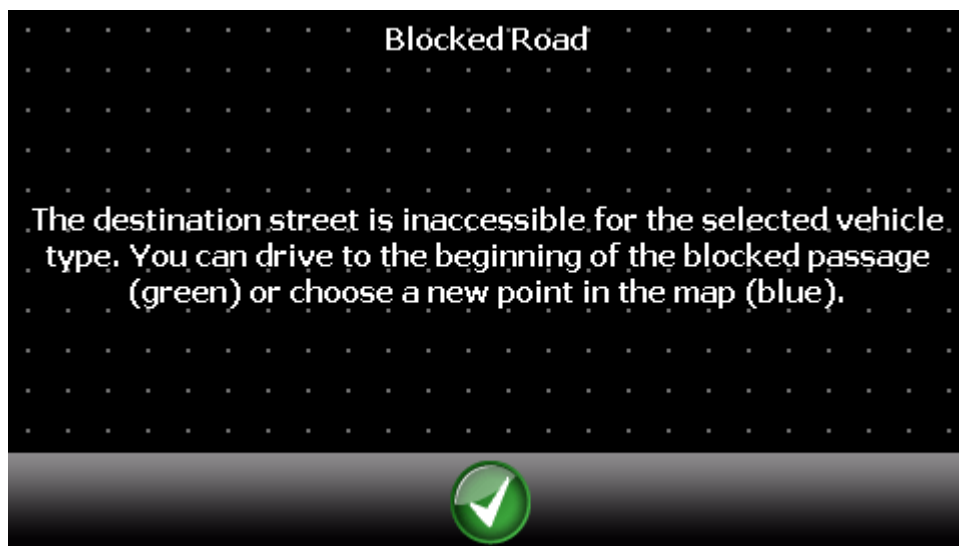 Blocked Road
The destination street is inaccessible for the selected vehicle
type. You can drive to the beginning of the blocked passage
(green) or choose a new point in the map (blue).